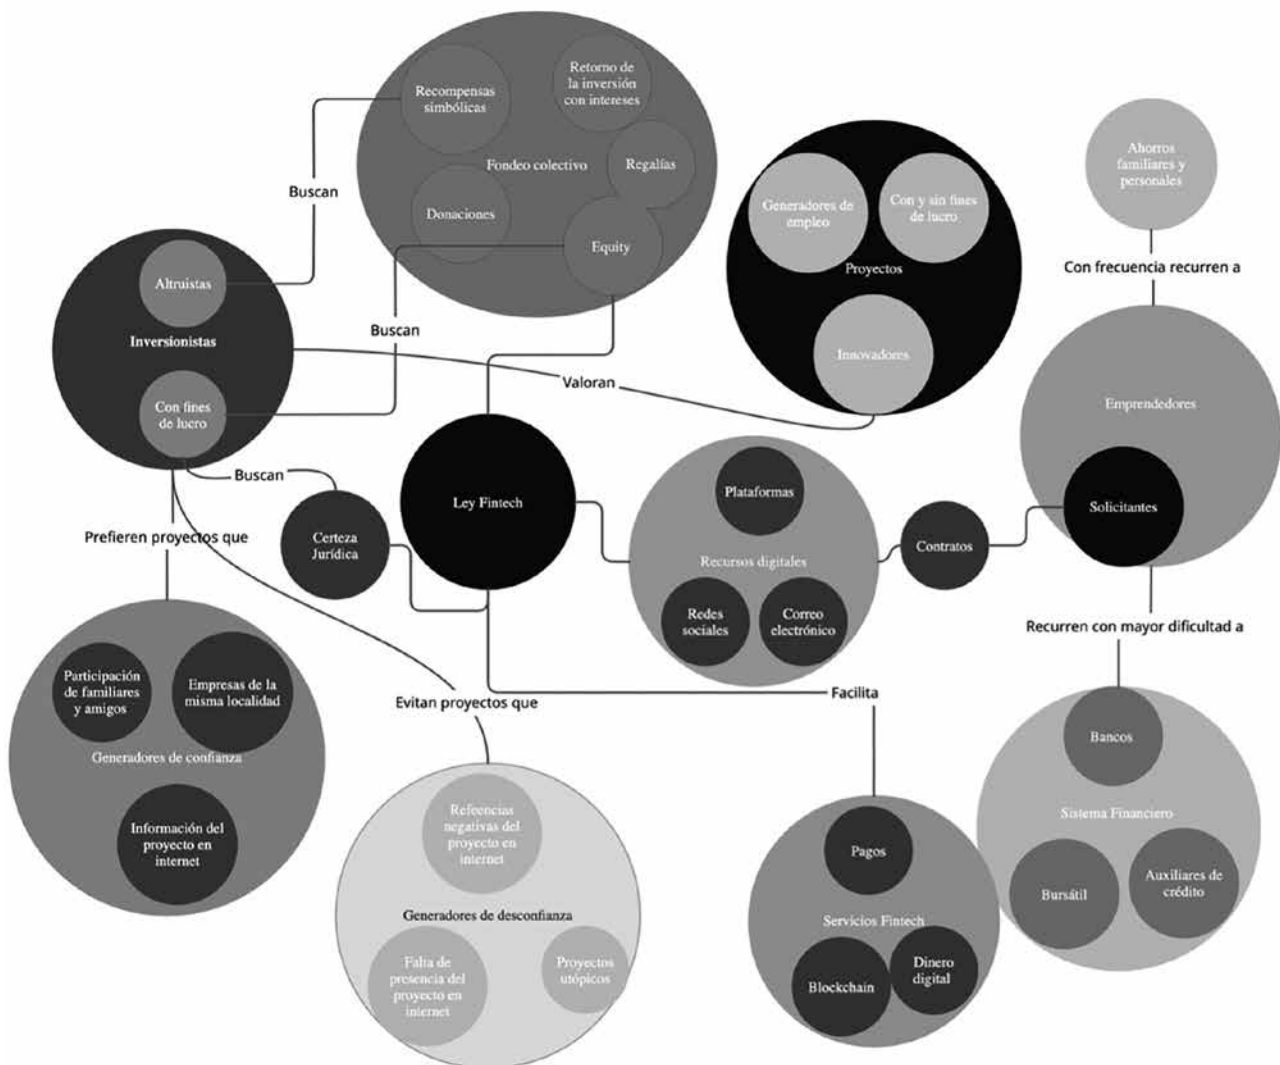 Recompensas
simbólicas
Retorno de
la inversión
con intereses
Fondeo colectivo
Regalías
Donaciones
Equity
Buscan
Altruistas
Inversionistas
Con fines
de lucro
Buscan
Valoran
Generadores de
empleo
Con y sin fines
de lucro
Proyectos
Innovadores
Ahorros
familiares y
personales
Con frecuencia recurren a
Emprendedores
Solicitantes
Buscan
Certeza
Jurídica
Ley Fintech
Plataformas
Recursos digitales
Redes
sociales
Correo
electrónico
Contratos
Prefieren proyectos que
Participación
de familiares
y amigos
Empresas de la
misma localidad
Generadores de confianza
Información del
proyecto en
internet
Evitan proyectos que
Refeencias
negativas del
proyecto en
internet
Generadores de desconfianza
Falta de
presencia del
proyecto en
internet
Proyectos
utópicos
Facilita
Pagos
Servicios Fintech
Blockchain
Dinero
digital
Recurren con mayor dificultad a
Bancos
Sistema Financiero
Bursátil
Auxiliares de
crédito